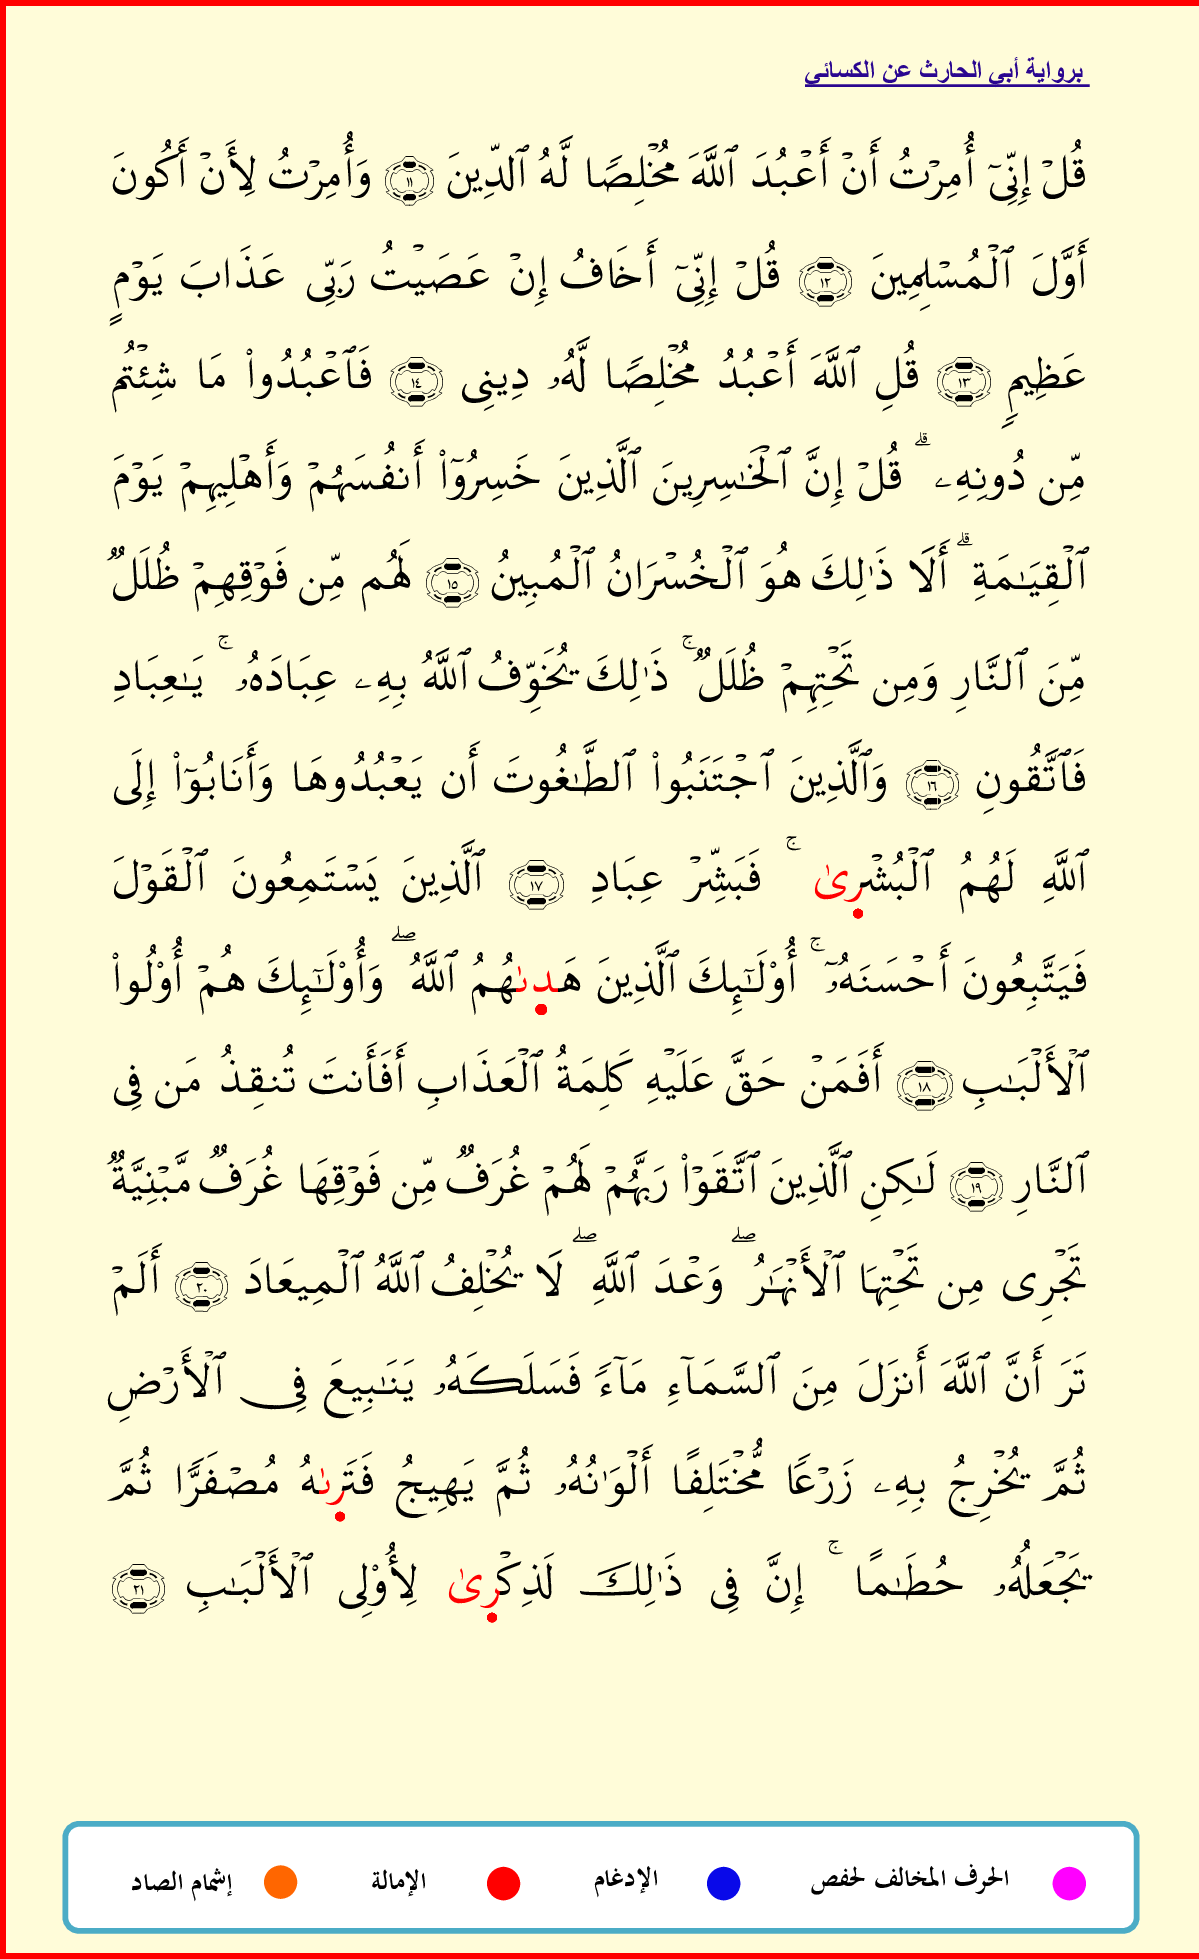 برواية أبي الحارث عن الكسائي
قُلۡ إِنِّيٓ أُمِرۡتُ أَنۡ أَعۡبُدَ ٱللَّهَ مُخۡلِصٗا لَّهُ ٱلدِّينَ ١١ وَأُمِرۡتُ لِأَنۡ أَكُونَ
أَوَّلَ ٱلۡمُسۡلِمِينَ ١٢ قُلۡ إِنِّيٓ أَخَافُ إِنۡ عَصَيۡتُ رَبِّي عَذَابَ يَوۡمٍ
عَظِيمٖ ١٣ قُلِ ٱللَّهَ أَعۡبُدُ مُخۡلِصٗا لَّهُۥ دِينِي ١٤ فَٱعۡبُدُواْ مَا شِئۡتُم
مِّن دُونِهِۦۗ قُلۡ إِنَّ ٱلۡخَٰسِرِينَ ٱلَّذِينَ خَسِرُوٓاْ أَنفُسَهُمۡ وَأَهۡلِيهِمۡ يَوۡمَ
ٱلۡقِيَٰمَةِۗ أَلَا ذَٰلِكَ هُوَ ٱلۡخُسۡرَانُ ٱلۡمُبِينُ ١٥ لَهُم مِّن فَوۡقِهِمۡ ظُلَلٞ
مِّنَ ٱلنَّارِ وَمِن تَحۡتِهِمۡ ظُلَلٞۚ ذَٰلِكَ يُخَوِّفُ ٱللَّهُ بِهِۦ عِبَادَهُۥۚ يَٰعِبَادِ
فَٱتَّقُونِ ١٦ وَٱلَّذِينَ ٱجۡتَنَبُواْ ٱلطَّٰغُوتَ أَن يَعۡبُدُوهَا وَأَنَابُوٓاْ إِلَى
ٱللَّهِ لَهُمُ ٱلۡبُشۡرٜىٰۚ فَبَشِّرۡ عِبَادِ ١٧ ٱلَّذِينَ يَسۡتَمِعُونَ ٱلۡقَوۡلَ
فَيَتَّبِعُونَ أَحۡسَنَهُۥٓۚ أُوْلَٰٓئِكَ ٱلَّذِينَ هَدٜىٰهُمُ ٱللَّهُۖ وَأُوْلَٰٓئِكَ هُمۡ أُوْلُواْ
ٱلۡأَلۡبَٰبِ ١٨ أَفَمَنۡ حَقَّ عَلَيۡهِ كَلِمَةُ ٱلۡعَذَابِ أَفَأَنتَ تُنقِذُ مَن فِي
ٱلنَّارِ ١٩ لَٰكِنِ ٱلَّذِينَ ٱتَّقَوۡاْ رَبَّهُمۡ لَهُمۡ غُرَفٞ مِّن فَوۡقِهَا غُرَفٞ مَّبۡنِيَّةٞ
تَجۡرِي مِن تَحۡتِهَا ٱلۡأَنۡهَٰرُۖ وَعۡدَ ٱللَّهِۖ لَا يُخۡلِفُ ٱللَّهُ ٱلۡمِيعَادَ ٢٠ أَلَمۡ
تَرَ أَنَّ ٱللَّهَ أَنزَلَ مِنَ ٱلسَّمَآءِ مَآءٗ فَسَلَكَهُۥ يَنَٰبِيعَ فِي ٱلۡأَرۡضِ
ثُمَّ يُخۡرِجُ بِهِۦ زَرۡعٗا مُّخۡتَلِفًا أَلۡوَٰنُهُۥ ثُمَّ يَهِيجُ فَتَرٜىٰهُ مُصۡفَرّٗا ثُمَّ
يَجۡعَلُهُۥ حُطَٰمًاۚ إِنَّ فِي ذَٰلِكَ لَذِكۡرٜىٰ لِأُوْلِي ٱلۡأَلۡبَٰبِ ٢١
الحرف المخالف لحفص الإدغام الإمالة إشمام الصاد